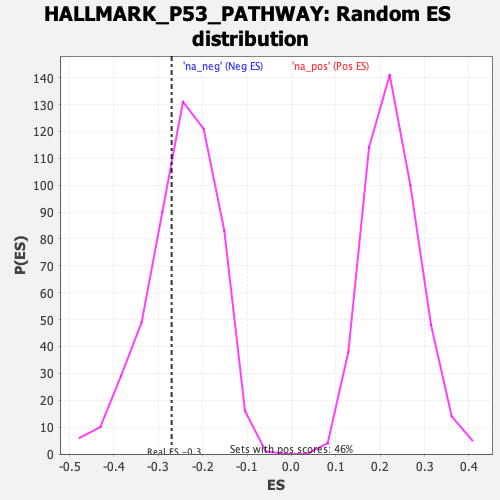 HALLMARK_P53_PATHWAY: Random ES
distribution
'na_neg' (Neg ES)
'na_pos' (Pos ES)
140
130
120
110
100
90
80
70
60
50
40
30
20
10
0
P(ES)
Real ES -0.3
Sets with pos scores: 46%
-0.5 -0.4 -0.3 -0.2 -0.1 0.0 0.1 0.2 0.3 0.4
ES